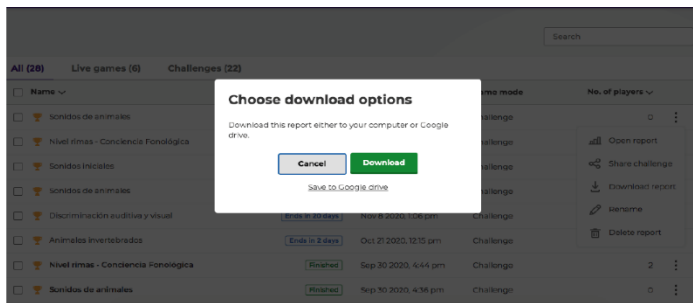 Search
All (28) Live games (6) Challenges (22)
Name
Game mode
No. of players
Sonidos de animales Challenge 0
Nivel rimas - Conciencia Fonológica Challenge
Sonidos iniciales Challenge
Sonidos de animales Challenge
Discriminación auditiva y visual Ends in 20 days Nov 8 2020, 1:06 pm Challenge
Animales invertebrados Ends in 2 days Oct 21 2020, 12:15 pm Challenge
Nivel rimas - Conciencia Fonológica Finished Sep 30 2020, 4:44 pm Challenge 2
Sonidos de animales Finished Sep 30 2020, 4:36 pm Challenge 0
Choose download options
Download this report either to your computer or Google
drive.
Cancel Download
Save to Google drive
Open report
Share challenge
Download report
Rename
Delete report